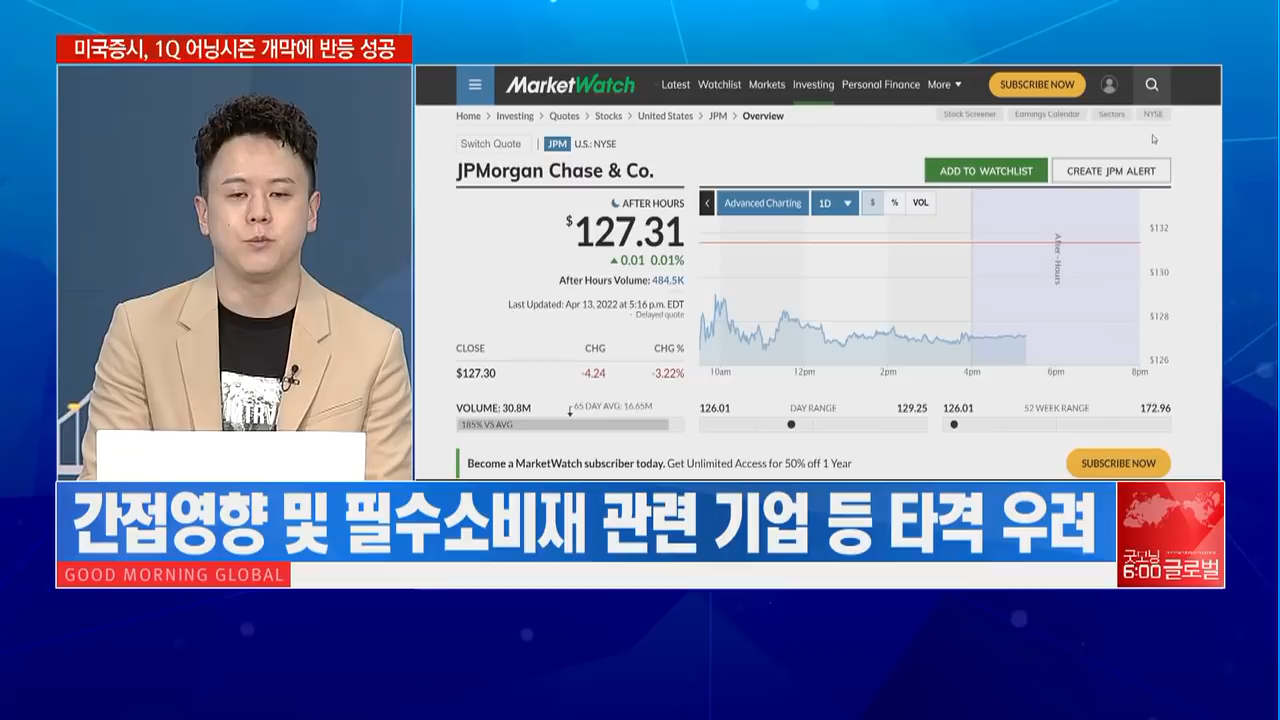 미국증시, 1Q 어닝시즌 개막에 반등 성공
MarketWatch Latest Watchlist Markets Investing Personal Finance More SUBSCRIBE NOW
Home > Investing > Quotes > Stocks > United States > JPM > Overview
Stock Screener Earnings Calendar Sectors NYSE
Switch Quote | JPM U.S.: NYSE
JPMorgan Chase & Co.
ADD TO WATCHLIST CREATE JPM ALERT
AFTER HOURS
$127.31
0.01 0.01%
After Hours Volume: 484.5K
Last Updated: Apr 13, 2022 at 5:16 p.m. EDT
- Delayed quote
CLOSE CHG CHG %
$127.30 -4.24 -3.22%
VOLUME: 30.8M 65 DAY AVG: 16.65M
185% VS AVG
Advanced Charting 1D $ % VOL
After-Hours
$132
$130
$128
$126
10am 12pm 2pm 4pm 6pm 8pm
126.01 DAY RANGE 129.25
126.01 52 WEEK RANGE 172.96
Become a MarketWatch subscriber today. Get Unlimited Access for 50% off 1 Year
SUBSCRIBE NOW
간접영향 및 필수소비재 관련 기업 등 타격 우려
GOOD MORNING GLOBAL
굿모닝
6:00 글로벌